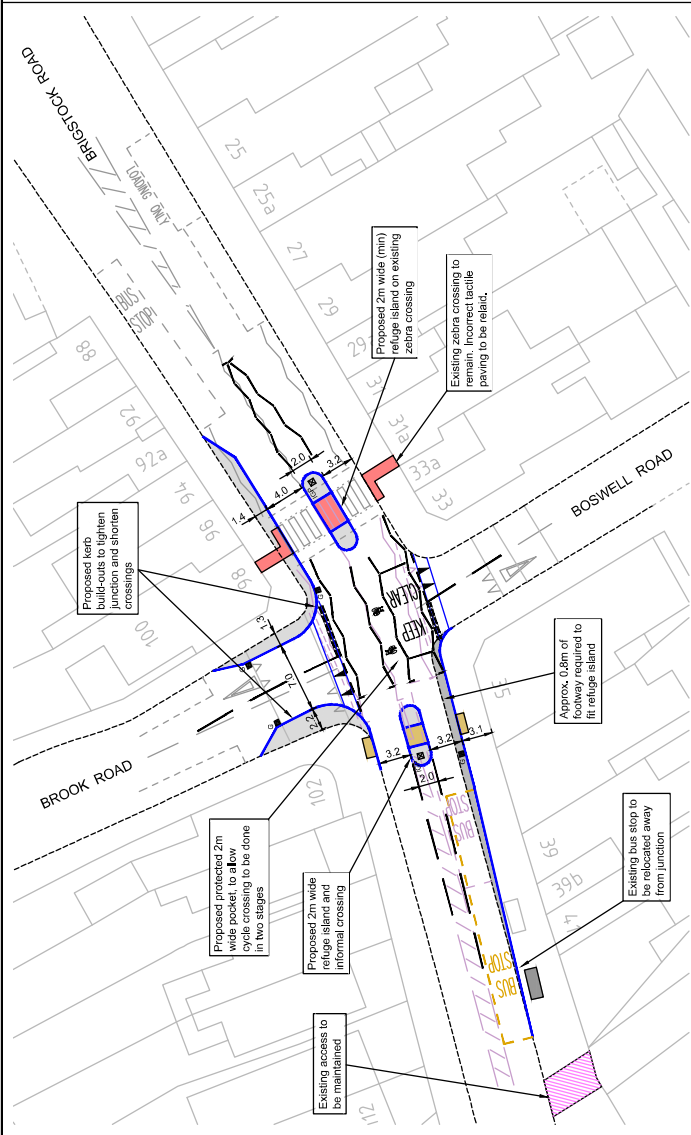 BRIGSTOCK ROAD
LOADING ONLY
BUS
STOP
25
25a
27
29
29a
31
31a
33a
33
88
92
92a
94
96
98
100
102
112
35
39
39b
BROOK ROAD
BOSWELL ROAD
Proposed kerb
build-outs to tighten
junction and shorten
crossings
Proposed 2m wide (min)
refuge island on existing
zebra crossing
Existing zebra crossing to
remain. Incorrect tactile
paving to be relaid.
2.0
3.2
4.0
1.4
1.3
7.0
2.2
KEEP
CLEAR
G
G
G
G
3.2
3.2
3.1
2.0
Approx. 0.8m of
footway required to
fit refuge island
Proposed protected 2m
wide pocket, to allow
cycle crossing to be done
in two stages
Proposed 2m wide
refuge island and
informal crossing
BUS
STOP
BUS
STOP
Existing bus stop to
be relocated away
from junction
Existing access to
be maintained